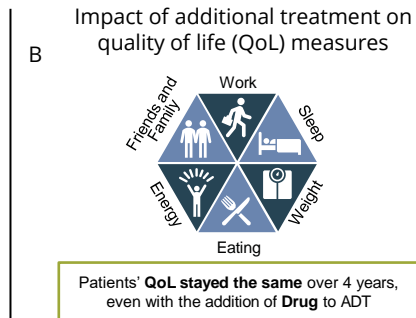 Impact of additional treatment on
quality of life (QoL) measures
B
Work
Friends and
Family
Sleep
Energy
Weight
Eating
Patients' QoL stayed the same over 4 years,
even with the addition of Drug to ADT